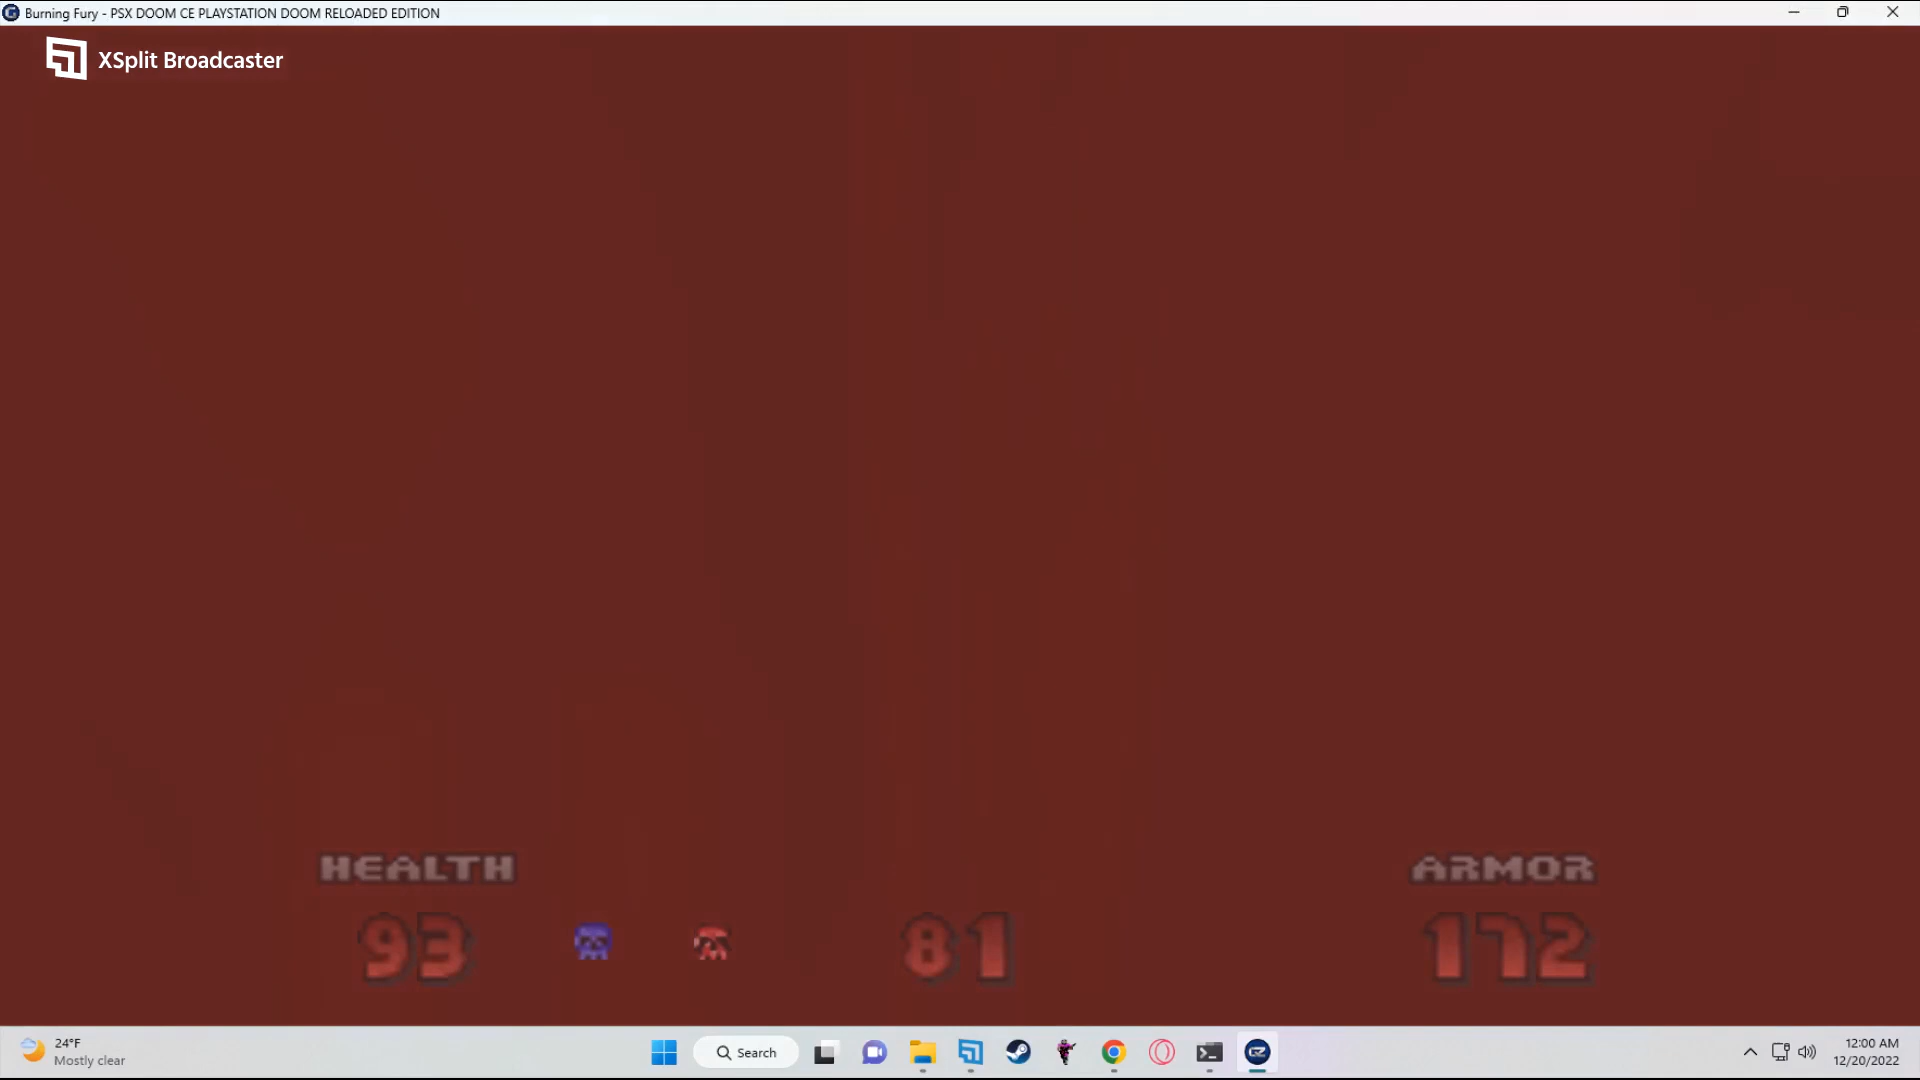 Burning Fury - PSX DOOM CE PLAYSTATION DOOM RELOADED EDITION
XSplit Broadcaster
HEALTH
ARMOR
93
81
172
24°F
Mostly clear
Search
12:00 AM
12/20/2022